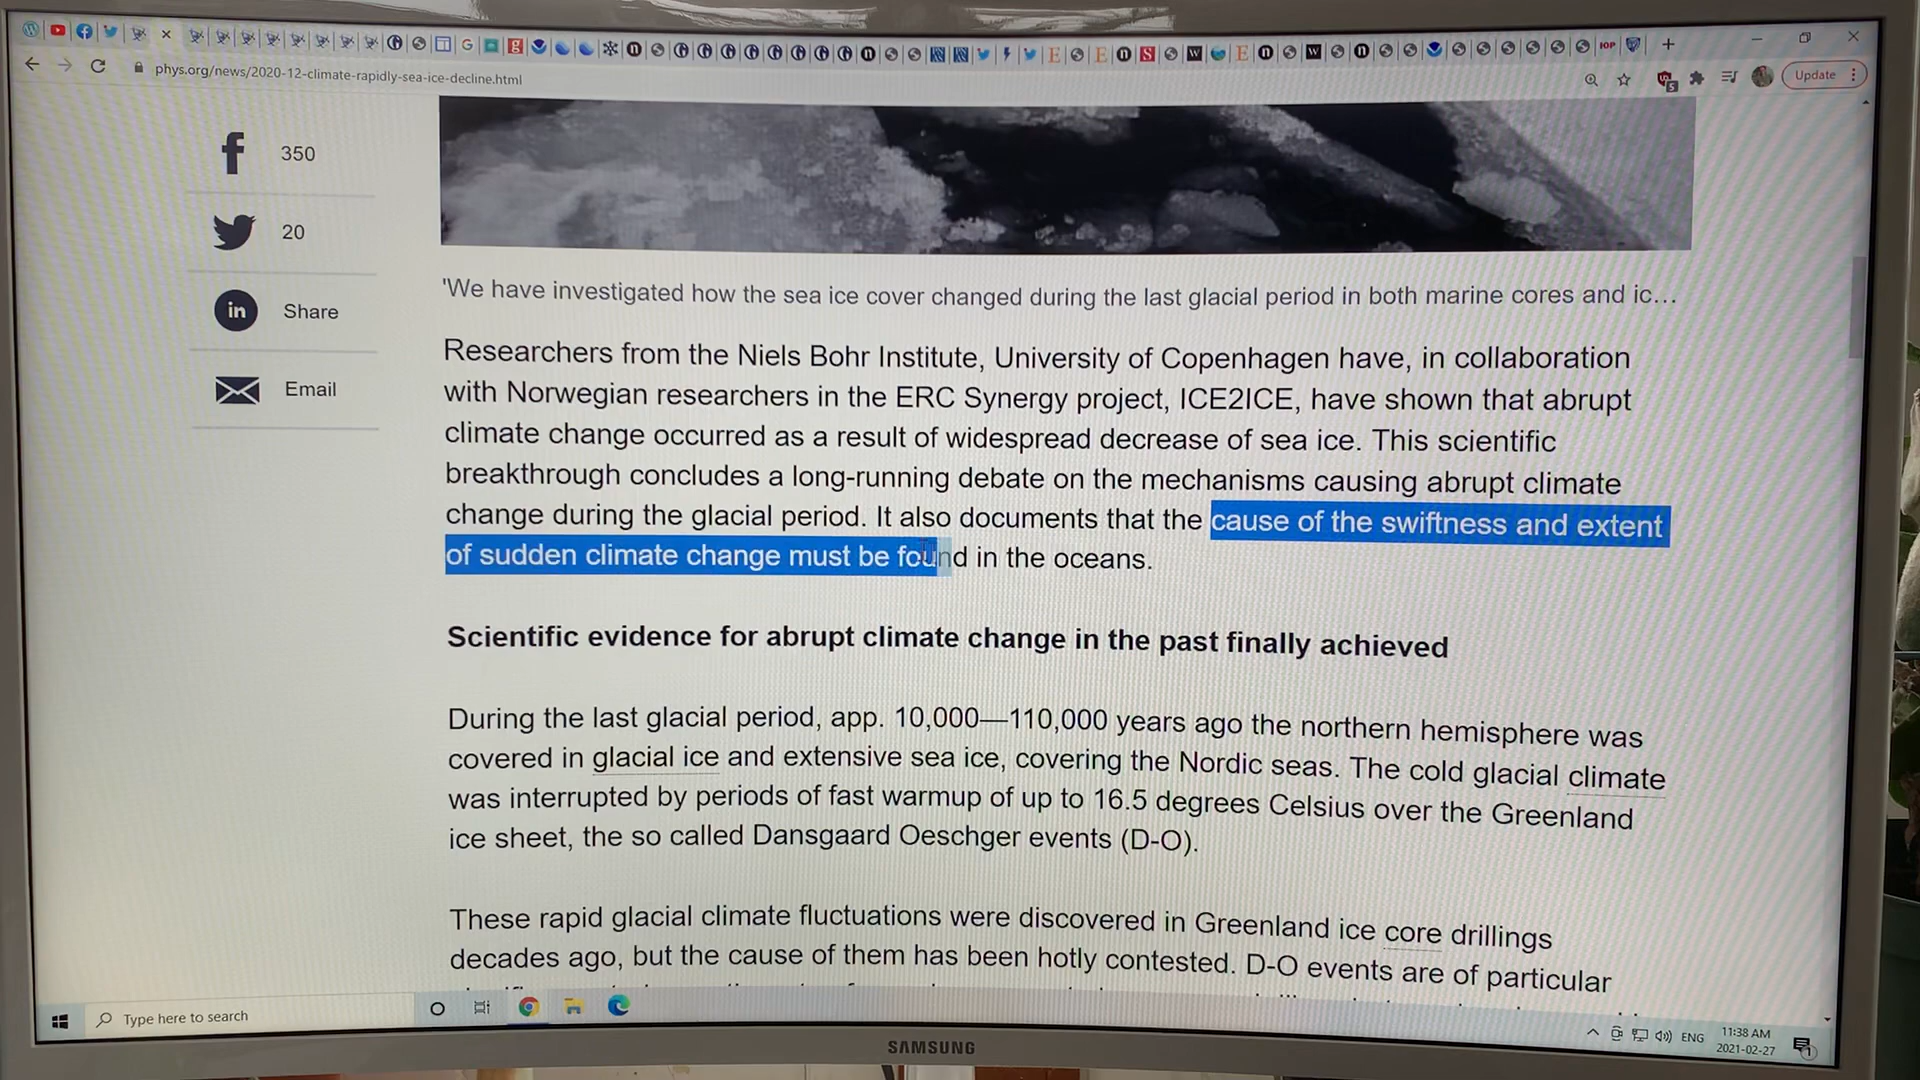 phys.org/news/2020-12-climate-rapidly-sea-ice-decline.html
Update
350
20
Share
Email
'We have investigated how the sea ice cover changed during the last glacial period in both marine cores and ic...
Researchers from the Niels Bohr Institute, University of Copenhagen have, in collaboration
with Norwegian researchers in the ERC Synergy project, ICE2ICE, have shown that abrupt
climate change occurred as a result of widespread decrease of sea ice. This scientific
breakthrough concludes a long-running debate on the mechanisms causing abrupt climate
change during the glacial period. It also documents that the cause of the swiftness and extent
of sudden climate change must be found in the oceans.
Scientific evidence for abrupt climate change in the past finally achieved
During the last glacial period, app. 10,000—110,000 years ago the northern hemisphere was
covered in glacial ice and extensive sea ice, covering the Nordic seas. The cold glacial climate
was interrupted by periods of fast warmup of up to 16.5 degrees Celsius over the Greenland
ice sheet, the so called Dansgaard Oeschger events (D-O).
These rapid glacial climate fluctuations were discovered in Greenland ice core drillings
decades ago, but the cause of them has been hotly contested. D-O events are of particular
Type here to search
ENG
11:38 AM
2021-02-27
SAMSUNG